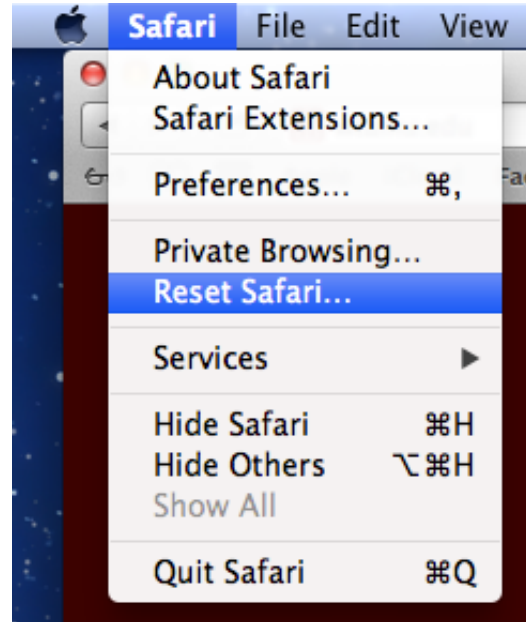 Safari File Edit View
About Safari
Safari Extensions...
Preferences... ⌘,
Private Browsing...
Reset Safari...
Services ▶
Hide Safari ⌘H
Hide Others ⌥⌘H
Show All
Quit Safari ⌘Q